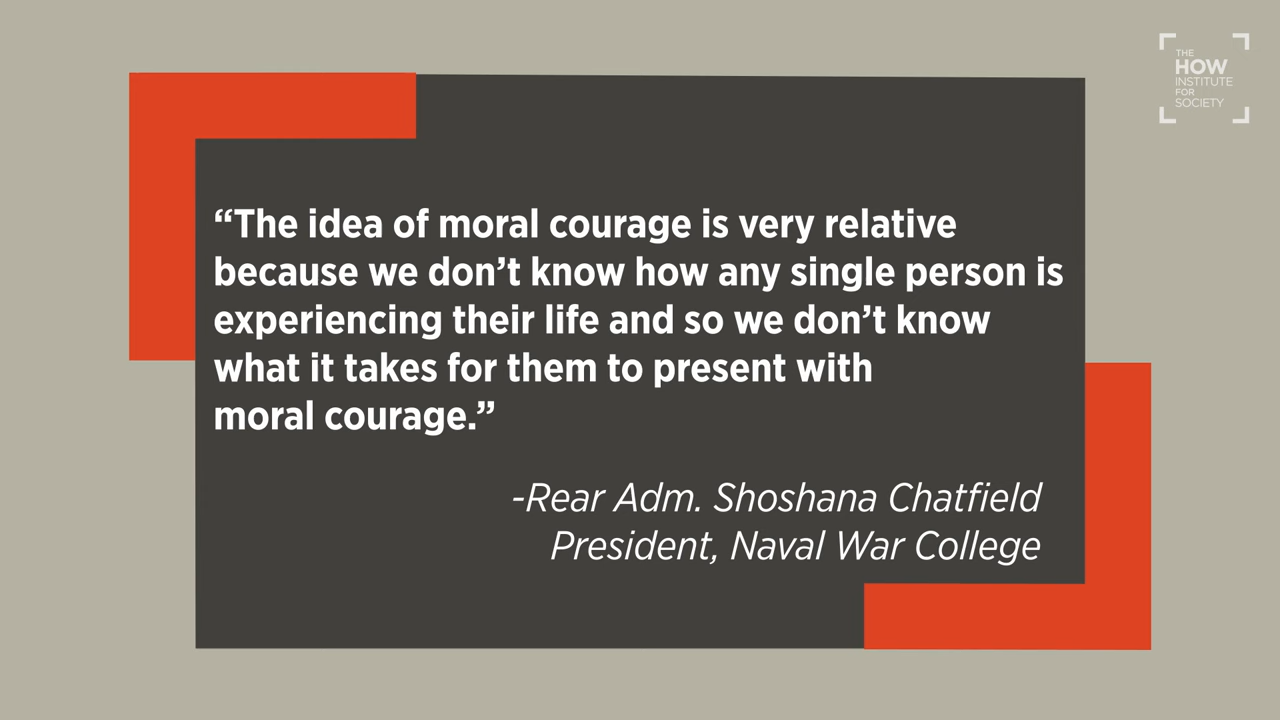 THE
HOW
INSTITUTE
FOR
SOCIETY
“The idea of moral courage is very relative
because we don’t know how any single person is
experiencing their life and so we don’t know
what it takes for them to present with
moral courage.”
-Rear Adm. Shoshana Chatfield
President, Naval War College